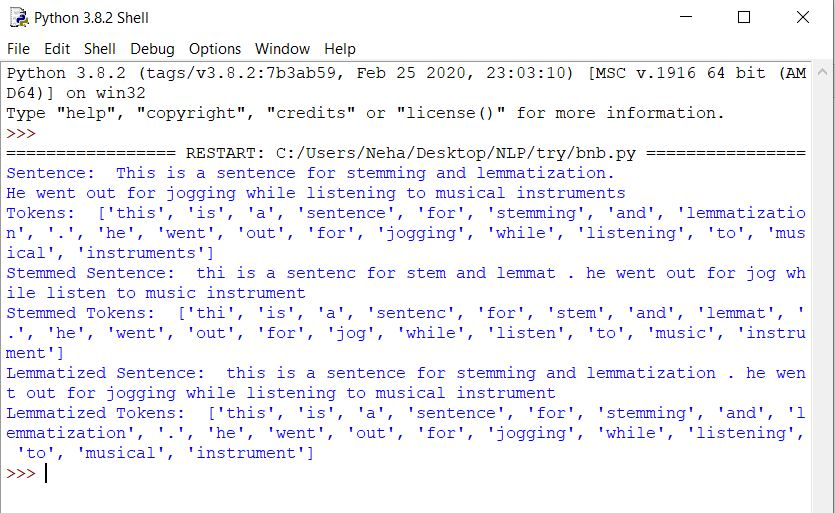 Python 3.8.2 Shell
File Edit Shell Debug Options Window Help
Python 3.8.2 (tags/v3.8.2:7b3ab59, Feb 25 2020, 23:03:10) [MSC v.1916 64 bit (AM
D64)] on win32
Type "help", "copyright", "credits" or "license()" for more information.
>>>
================= RESTART: C:/Users/Neha/Desktop/NLP/try/bnb.py ================
Sentence:  This is a sentence for stemming and lemmatization.
He went out for jogging while listening to musical instruments
Tokens:  ['this', 'is', 'a', 'sentence', 'for', 'stemming', 'and', 'lemmatizatio
n', '.', 'he', 'went', 'out', 'for', 'jogging', 'while', 'listening', 'to', 'mus
ical', 'instruments']
Stemmed Sentence:  thi is a sentenc for stem and lemmat . he went out for jog wh
ile listen to music instrument
Stemmed Tokens:  ['thi', 'is', 'a', 'sentenc', 'for', 'stem', 'and', 'lemmat', '
.', 'he', 'went', 'out', 'for', 'jog', 'while', 'listen', 'to', 'music', 'instru
ment']
Lemmatized Sentence:  this is a sentence for stemming and lemmatization . he wen
t out for jogging while listening to musical instrument
Lemmatized Tokens:  ['this', 'is', 'a', 'sentence', 'for', 'stemming', 'and', 'l
emmatization', '.', 'he', 'went', 'out', 'for', 'jogging', 'while', 'listening',
 'to', 'musical', 'instrument']
>>>